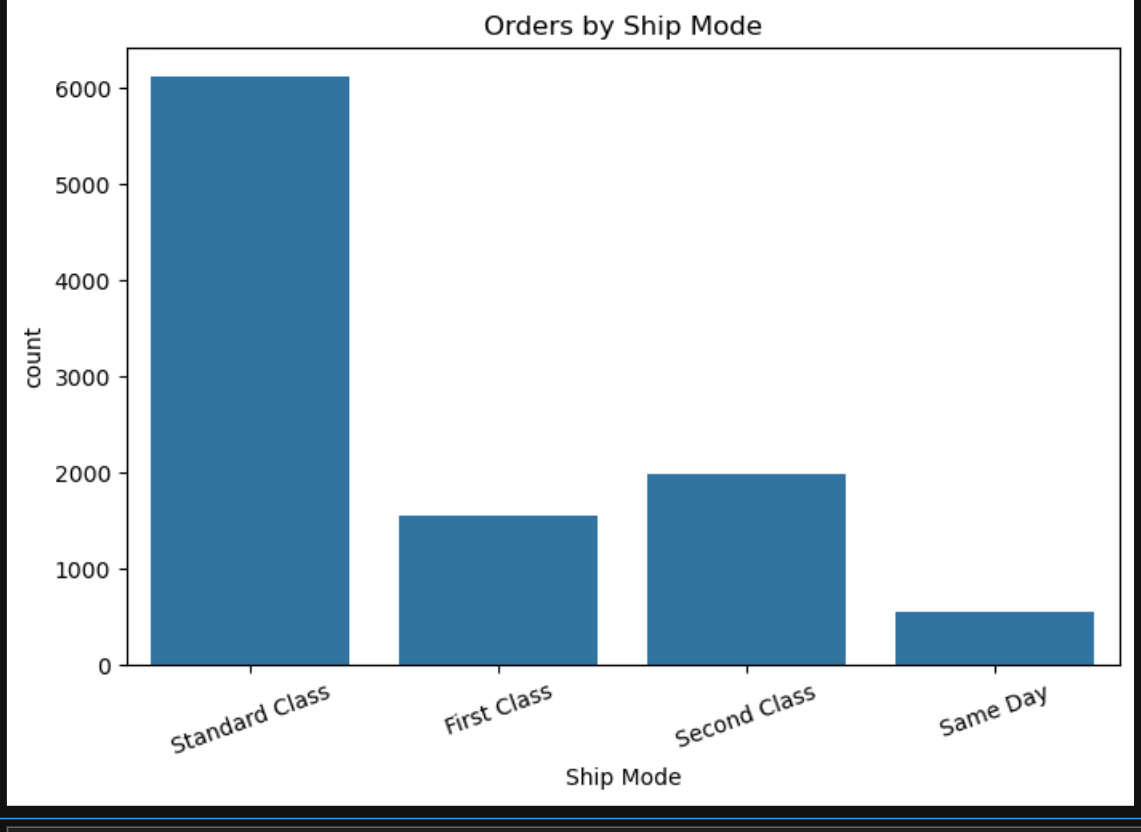 Orders by Ship Mode
6000
5000
4000
3000
2000
1000
0
count
Standard Class
First Class
Second Class
Same Day
Ship Mode